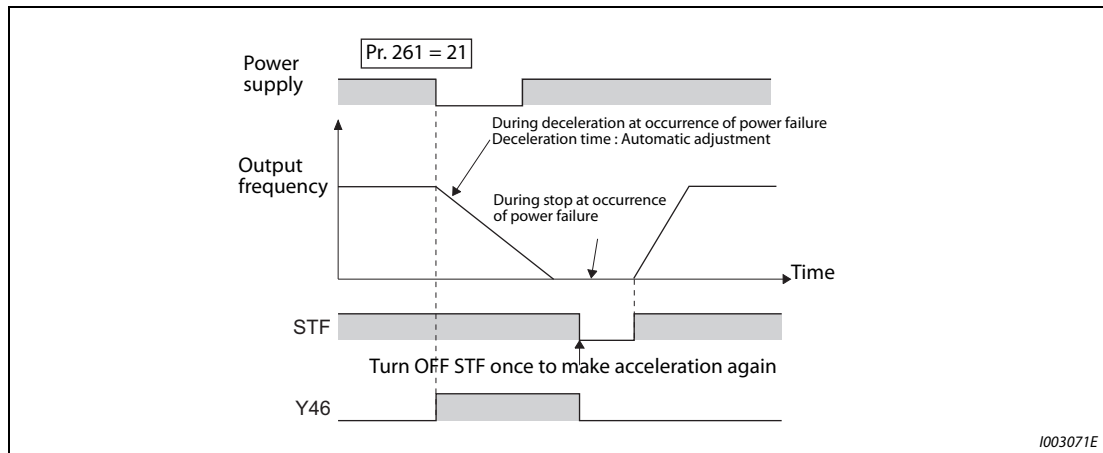 Pr. 261 = 21
Power
supply
During deceleration at occurrence of power failure
Deceleration time : Automatic adjustment
Output
frequency
During stop at occurrence
of power failure
Time
STF
Turn OFF STF once to make acceleration again
Y46
I003071E